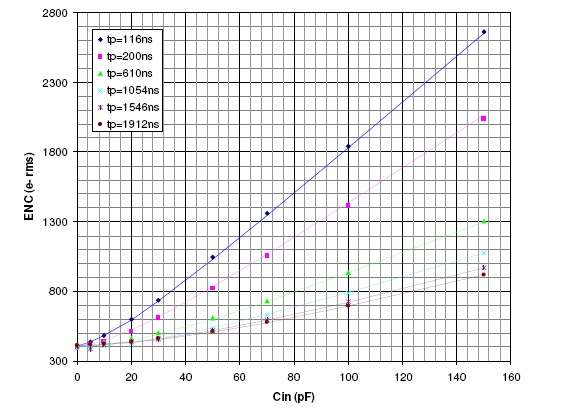 2800
2300
1800
1300
800
300
ENC (e- rms)
tp=116ns
tp=200ns
tp=610ns
tp=1054ns
tp=1546ns
tp=1912ns
0 20 40 60 80 100 120 140 160
Cin (pF)